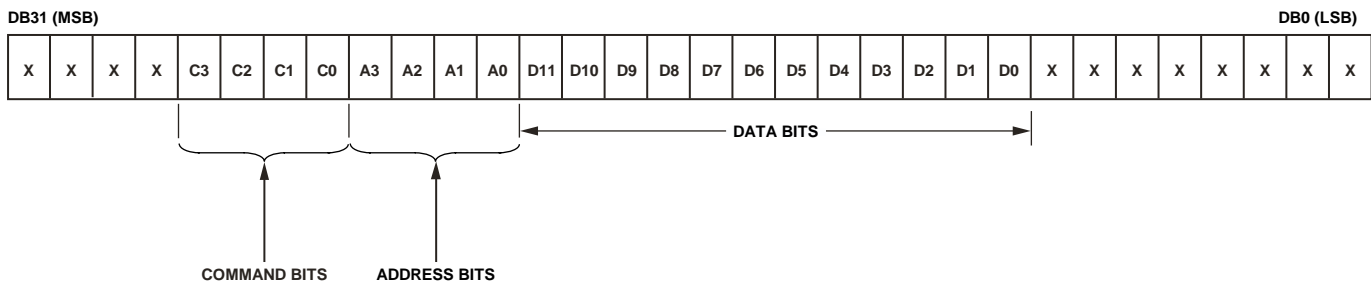 DB31 (MSB) DB0 (LSB)
X X X X C3 C2 C1 C0 A3 A2 A1 A0 D11 D10 D9 D8 D7 D6 D5 D4 D3 D2 D1 D0 X X X X X X X X
DATA BITS
COMMAND BITS ADDRESS BITS